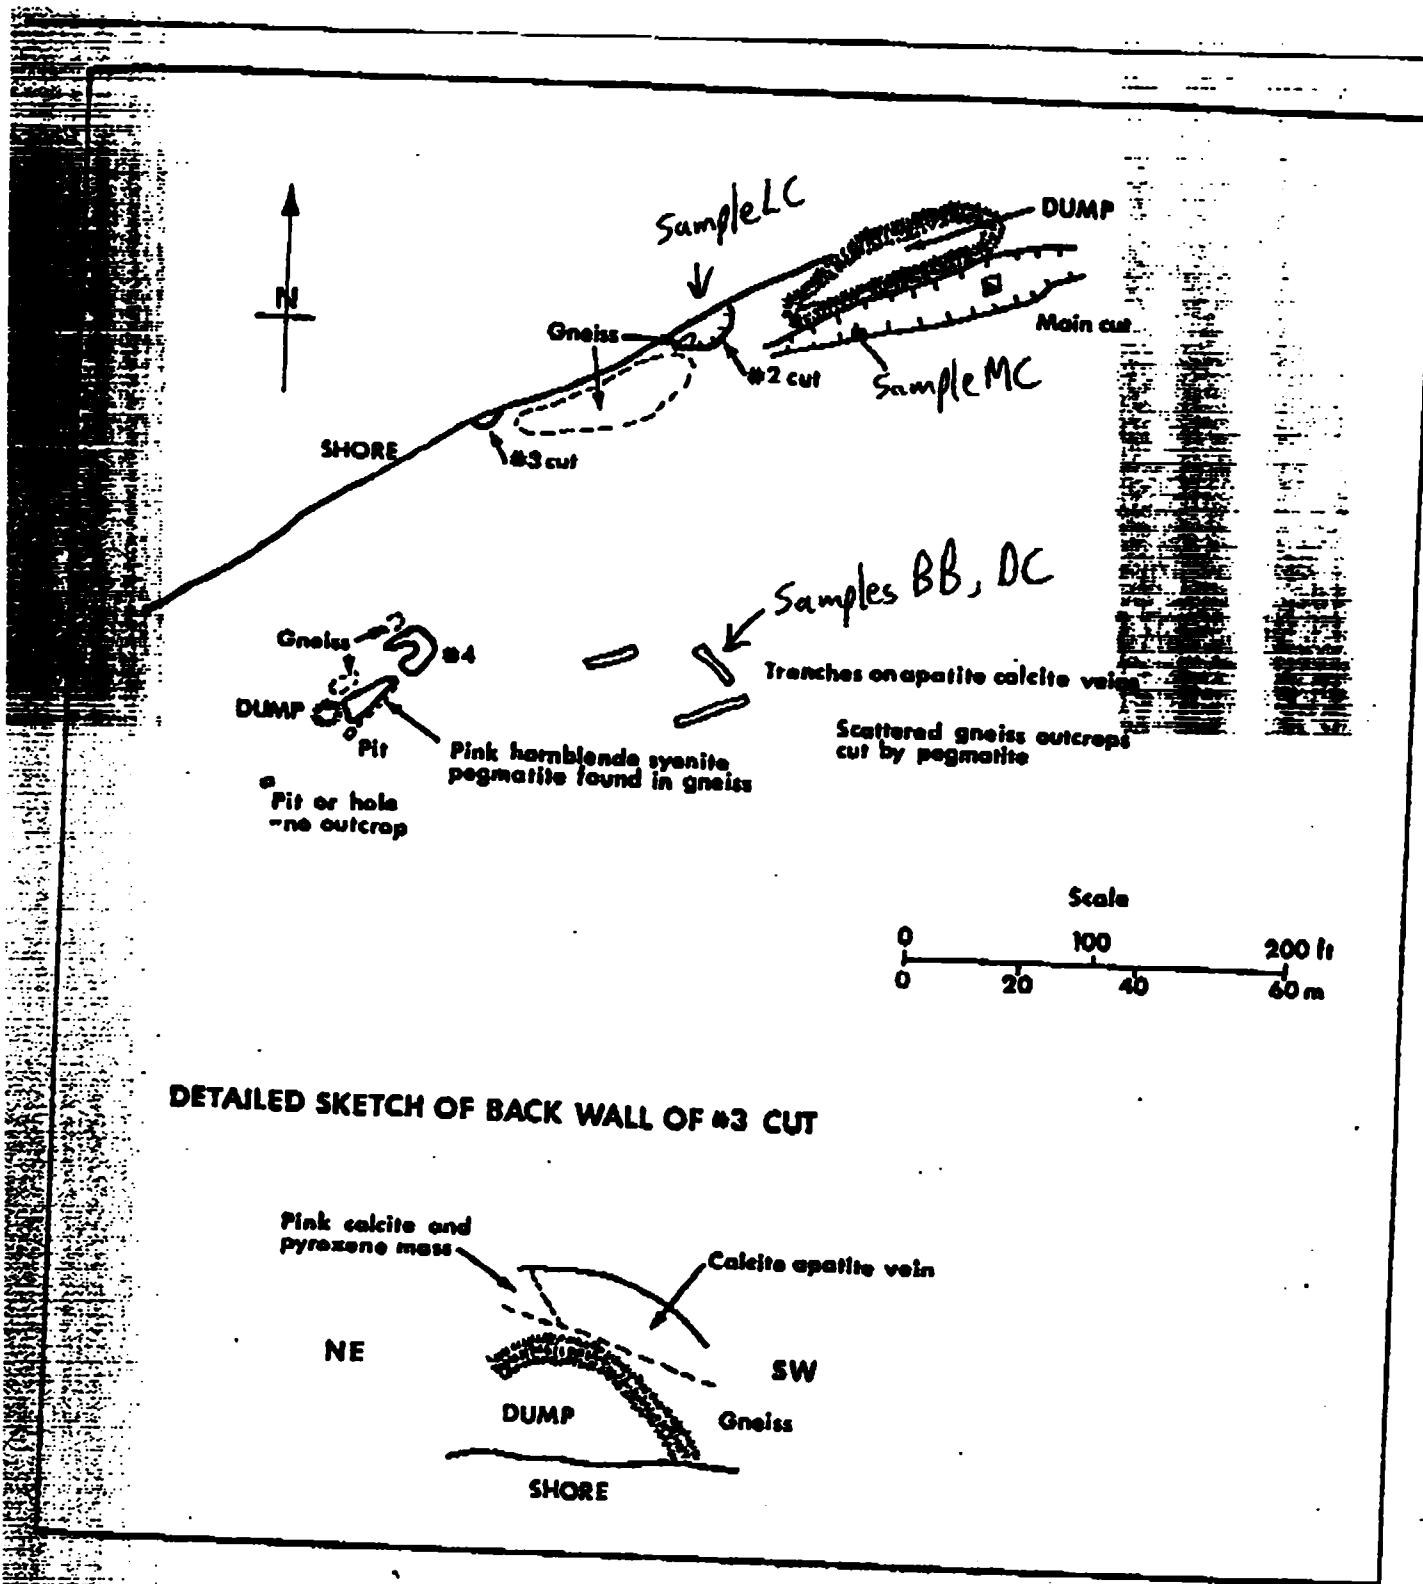 Sample LC
DUMP
N
Gneiss
Main cut
#2 cut
Sample MC
SHORE
#3 cut
Samples BB, DC
Gneiss
#4
Trenches on apatite calcite veins
DUMP
Pit
Pink hornblende syenite
pegmatite found in gneiss
Scattered gneiss outcrops
cut by pegmatite
Pit or hole
-no outcrop
Scale
0 100 200 ft
0 20 40 60 m
DETAILED SKETCH OF BACK WALL OF #3 CUT
Pink calcite and
pyroxene mass
Calcite apatite vein
NE
SW
DUMP
Gneiss
SHORE